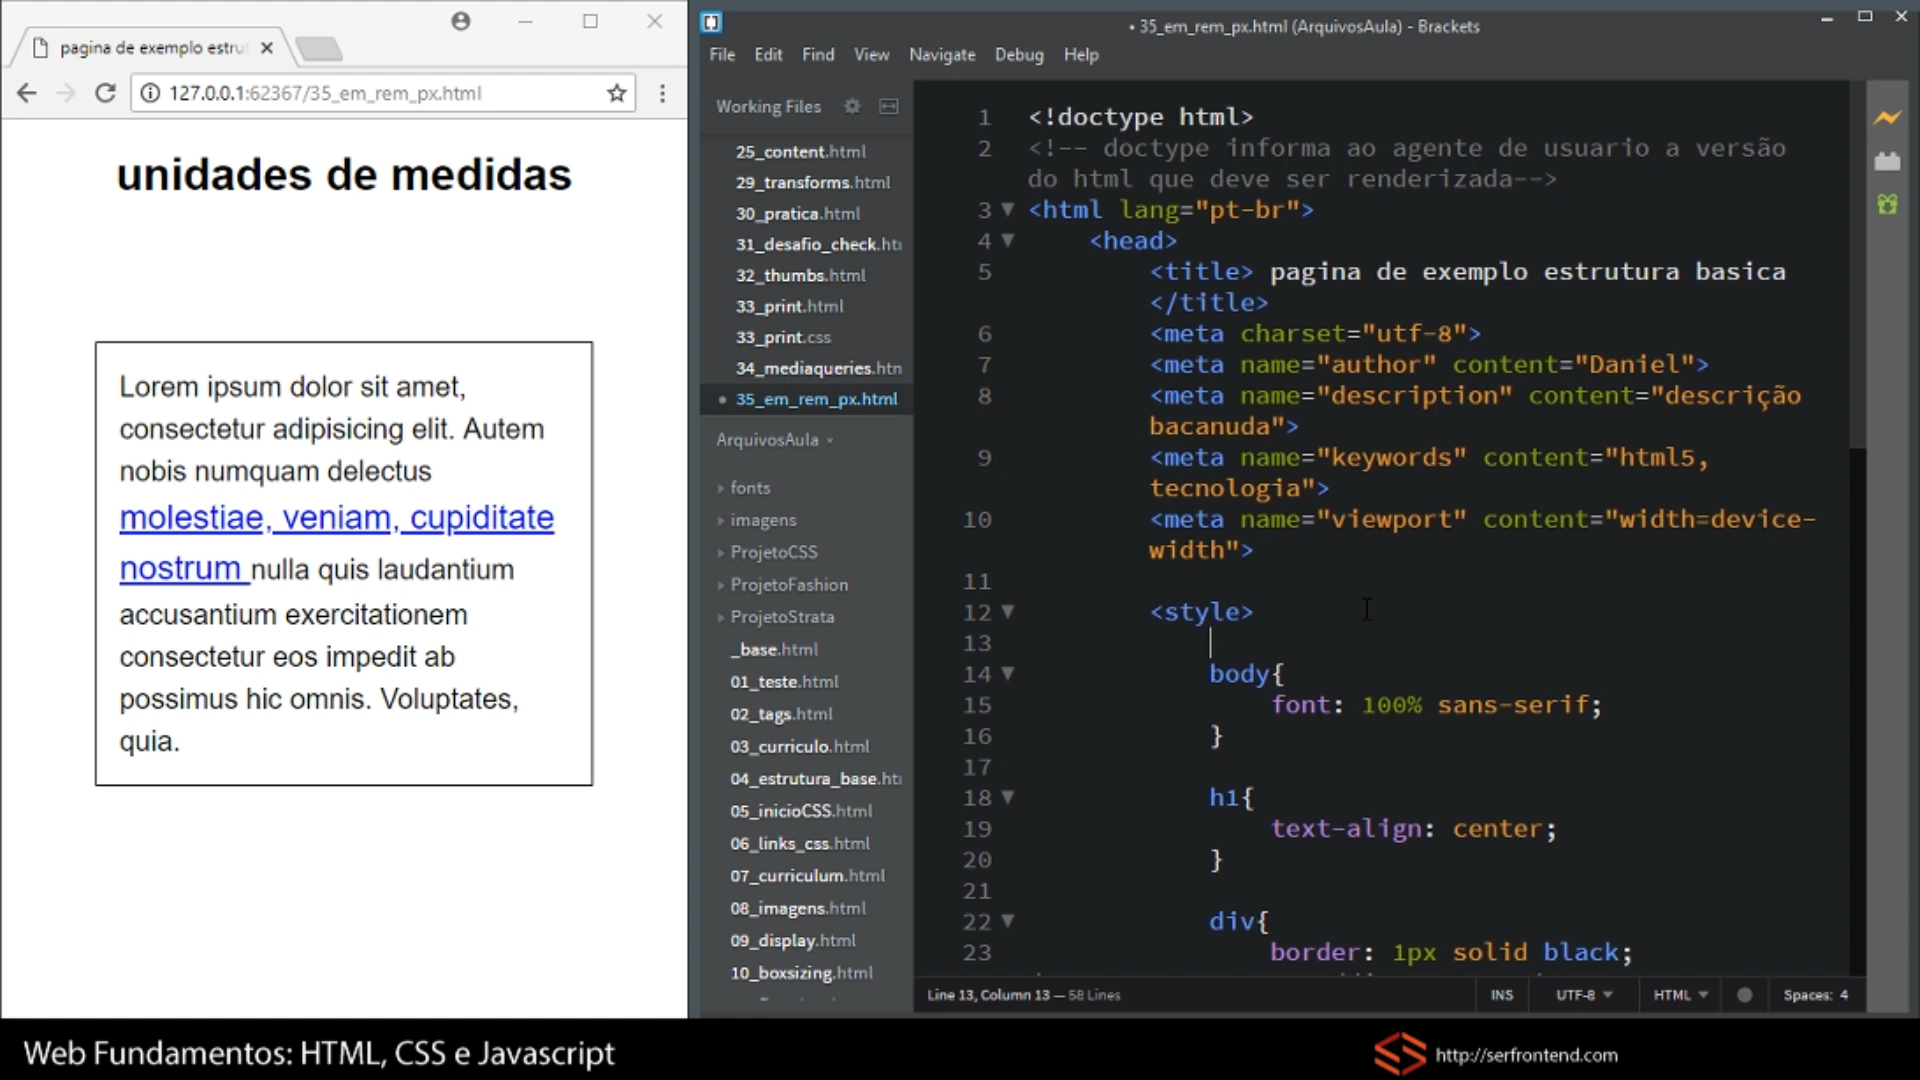 pagina de exemplo estru
127.0.0.1:62367/35_em_rem_px.html
unidades de medidas
Lorem ipsum dolor sit amet,
consectetur adipisicing elit. Autem
nobis numquam delectus
molestiae, veniam, cupiditate
nostrum nulla quis laudantium
accusantium exercitationem
consectetur eos impedit ab
possimus hic omnis. Voluptates,
quia.
• 35_em_rem_px.html (ArquivosAula) - Brackets
File Edit Find View Navigate Debug Help
Working Files
25_content.html
29_transforms.html
30_pratica.html
31_desafio_check.ht
32_thumbs.html
33_print.html
33_print.css
34_mediaqueries.htm
35_em_rem_px.html
ArquivosAula
fonts
imagens
ProjetoCSS
ProjetoFashion
ProjetoStrata
_base.html
01_teste.html
02_tags.html
03_curriculo.html
04_estrutura_base.ht
05_inicioCSS.html
06_links_css.html
07_curriculum.html
08_imagens.html
09_display.html
10_boxsizing.html
1 <!doctype html>
2 <!-- doctype informa ao agente de usuario a versão
do html que deve ser renderizada-->
3 <html lang="pt-br">
4 <head>
5 <title> pagina de exemplo estrutura basica
</title>
6 <meta charset="utf-8">
7 <meta name="author" content="Daniel">
8 <meta name="description" content="descrição
bacanuda">
9 <meta name="keywords" content="html5,
tecnologia">
10 <meta name="viewport" content="width=device-
width">
11
12 <style>
13
14 body{
15 font: 100% sans-serif;
16 }
17
18 h1{
19 text-align: center;
20 }
21
22 div{
23 border: 1px solid black;
Line 13, Column 13 — 58 Lines
INS UTF-8 HTML Spaces: 4
Web Fundamentos: HTML, CSS e Javascript
http://serfrontend.com